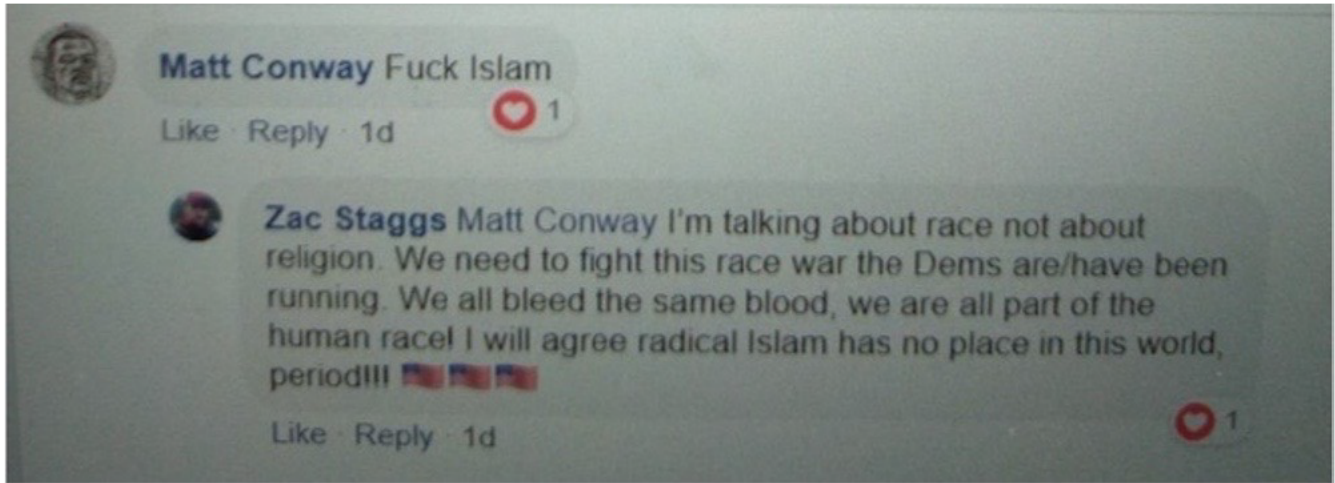 Matt Conway Fuck Islam
1
Like · Reply · 1d
Zac Staggs Matt Conway I'm talking about race not about
religion. We need to fight this race war the Dems are/have been
running. We all bleed the same blood, we are all part of the
human race! I will agree radical Islam has no place in this world,
period!!! 🇺🇸🇺🇸🇺🇸
1
Like · Reply · 1d